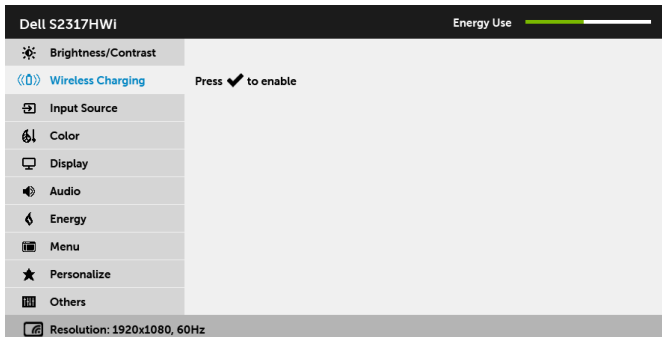 Dell S2317HWi
Energy Use
Brightness/Contrast
Wireless Charging
Press ✔ to enable
Input Source
Color
Display
Audio
Energy
Menu
Personalize
Others
Resolution: 1920x1080, 60Hz